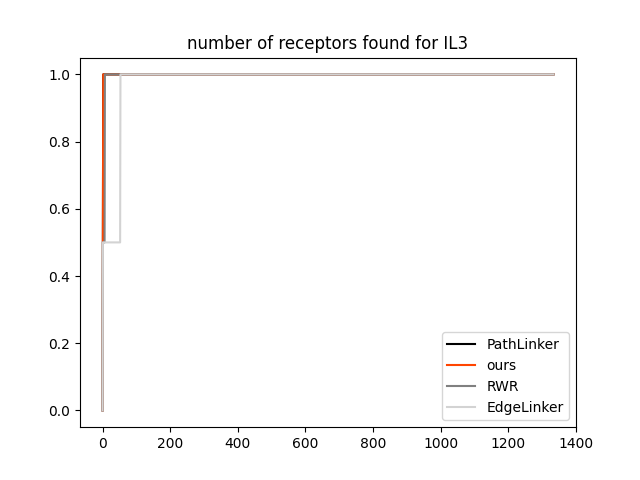 number of receptors found for IL3
1.0
0.8
0.6
0.4
0.2
0.0
PathLinker
ours
RWR
EdgeLinker
0 200 400 600 800 1000 1200 1400